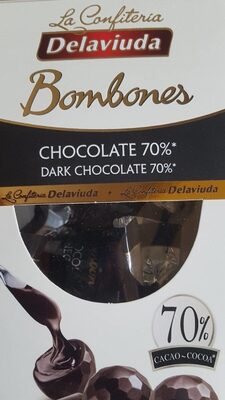 La Confitería
Delaviuda
Bombones
CHOCOLATE 70%*
DARK CHOCOLATE 70%*
La Confitería Delaviuda • La Confitería Delaviuda
70%
CACAO-COCOA*